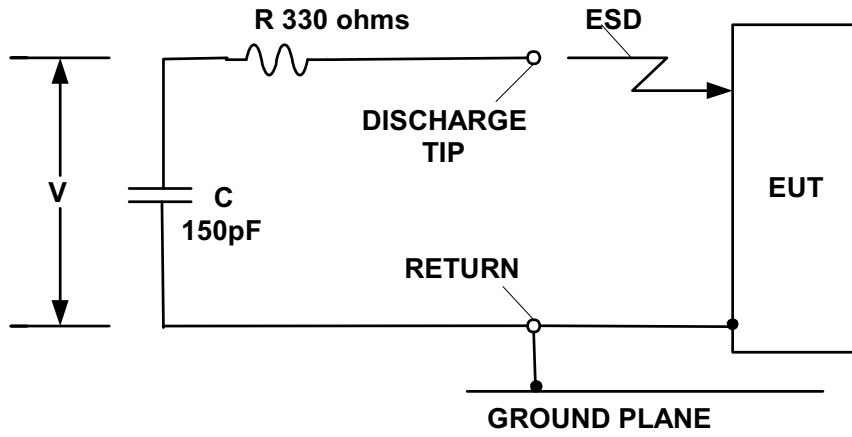 R 330 ohms
ESD
DISCHARGE
TIP
V
C
150pF
EUT
RETURN
GROUND PLANE